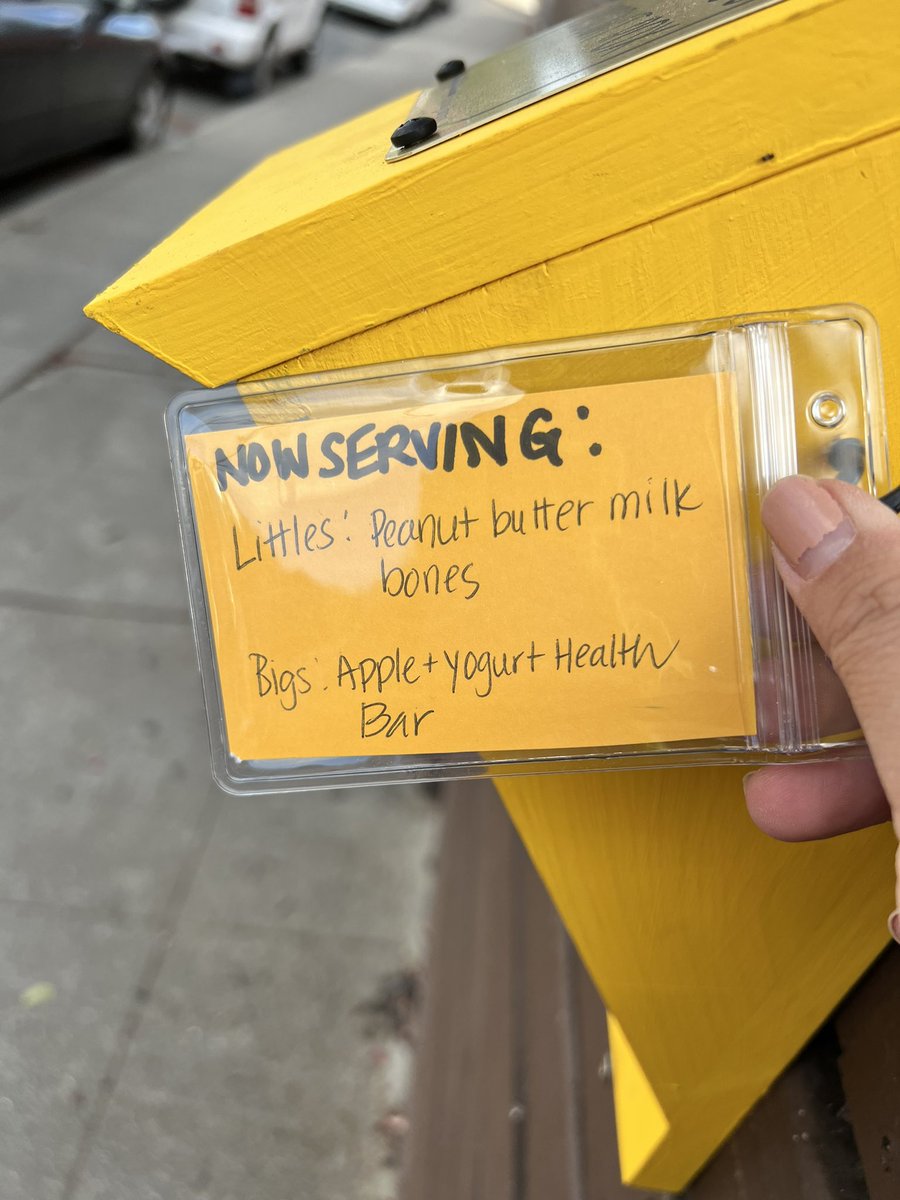 NOW SERVING:
Littles: Peanut butter milk
bones
Bigs: Apple + Yogurt Health
Bar